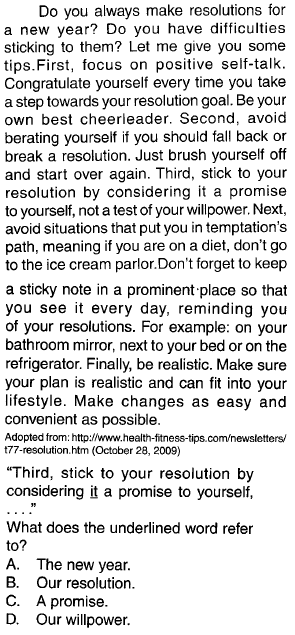 Do you always make resolutions for
a new year? Do you have difficulties
sticking to them? Let me give you some
tips.First, focus on positive self-talk.
Congratulate yourself every time you take
a step towards your resolution goal. Be your
own best cheerleader. Second, avoid
berating yourself if you should fall back or
break a resolution. Just brush yourself off
and start over again. Third, stick to your
resolution by considering it a promise
to yourself, not a test of your willpower. Next,
avoid situations that put you in temptation's
path, meaning if you are on a diet, don't go
to the ice cream parlor.Don't forget to keep
a sticky note in a prominent place so that
you see it every day, reminding you
of your resolutions. For example: on your
bathroom mirror, next to your bed or on the
refrigerator. Finally, be realistic. Make sure
your plan is realistic and can fit into your
lifestyle. Make changes as easy and
convenient as possible.
Adopted from: http://www.health-fitness-tips.com/newsletters/
t77-resolution.htm (October 28, 2009)
"Third, stick to your resolution by
considering it a promise to yourself,
. . . ."
What does the underlined word refer
to?
A. The new year.
B. Our resolution.
C. A promise.
D. Our willpower.